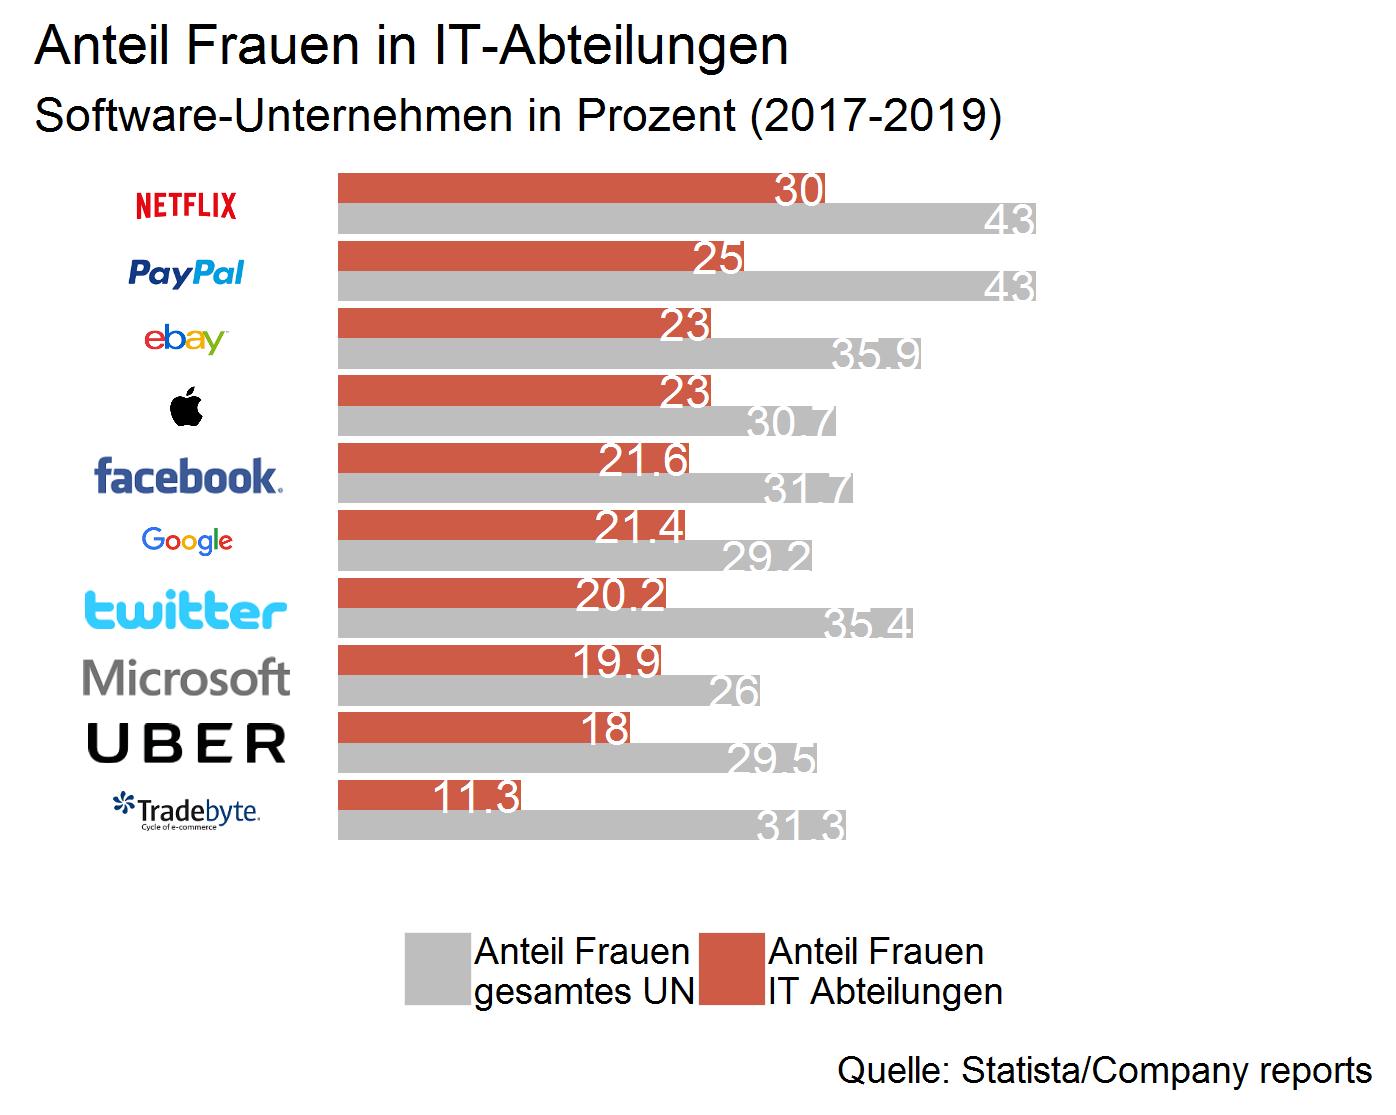 Anteil Frauen in IT-Abteilungen
Software-Unternehmen in Prozent (2017-2019)
NETFLIX
30
43
PayPal
25
43
ebay™
23
35.9
23
30.7
facebook.
21.6
31.7
Google
21.4
29.2
twitter
20.2
35.4
Microsoft
19.9
26
UBER
18
29.5
Tradebyte.
Cycle of e-commerce
11.3
31.3
Anteil Frauen
gesamtes UN
Anteil Frauen
IT Abteilungen
Quelle: Statista/Company reports